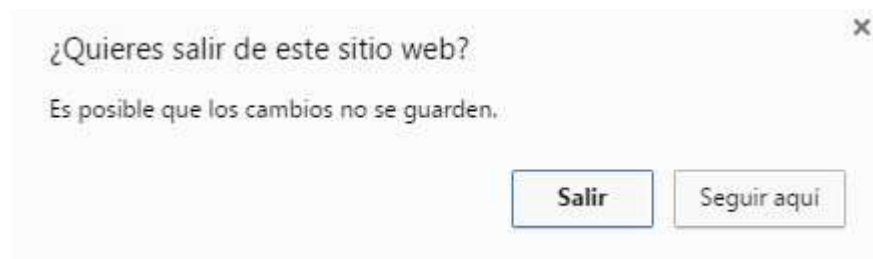 ¿Quieres salir de este sitio web?
Es posible que los cambios no se guarden.
Salir
Seguir aquí